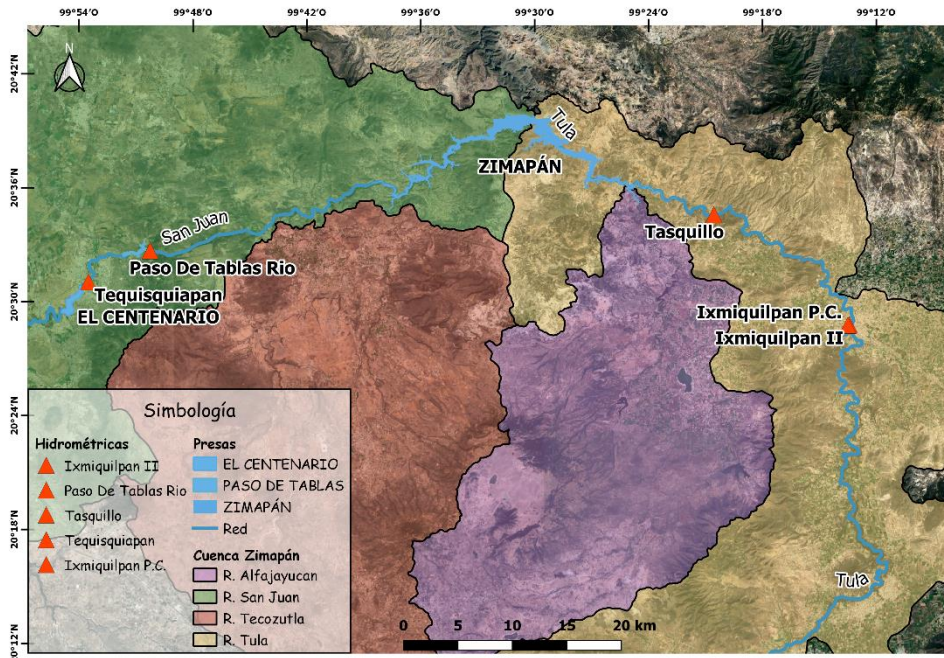 99°54'W
99°48'W
99°42'W
99°36'W
99°30'W
99°24'W
99°18'W
99°12'W
20°42'N
20°36'N
20°30'N
20°24'N
20°18'N
0°12'N
N
Tula
ZIMAPÁN
San Juan
Tasquillo
Paso De Tablas Rio
Tequisquiapan
EL CENTENARIO
Ixmiquilpan P.C.
Ixmiquilpan II
Tula
Simbología
Hidrométricas
Ixmiquilpan II
Paso De Tablas Rio
Tasquillo
Tequisquiapan
Ixmiquilpan P.C.
Presas
EL CENTENARIO
PASO DE TABLAS
ZIMAPÁN
Red
Cuenca Zimapán
R. Alfajayucan
R. San Juan
R. Tecozutla
R. Tula
0 5 10 15 20 km